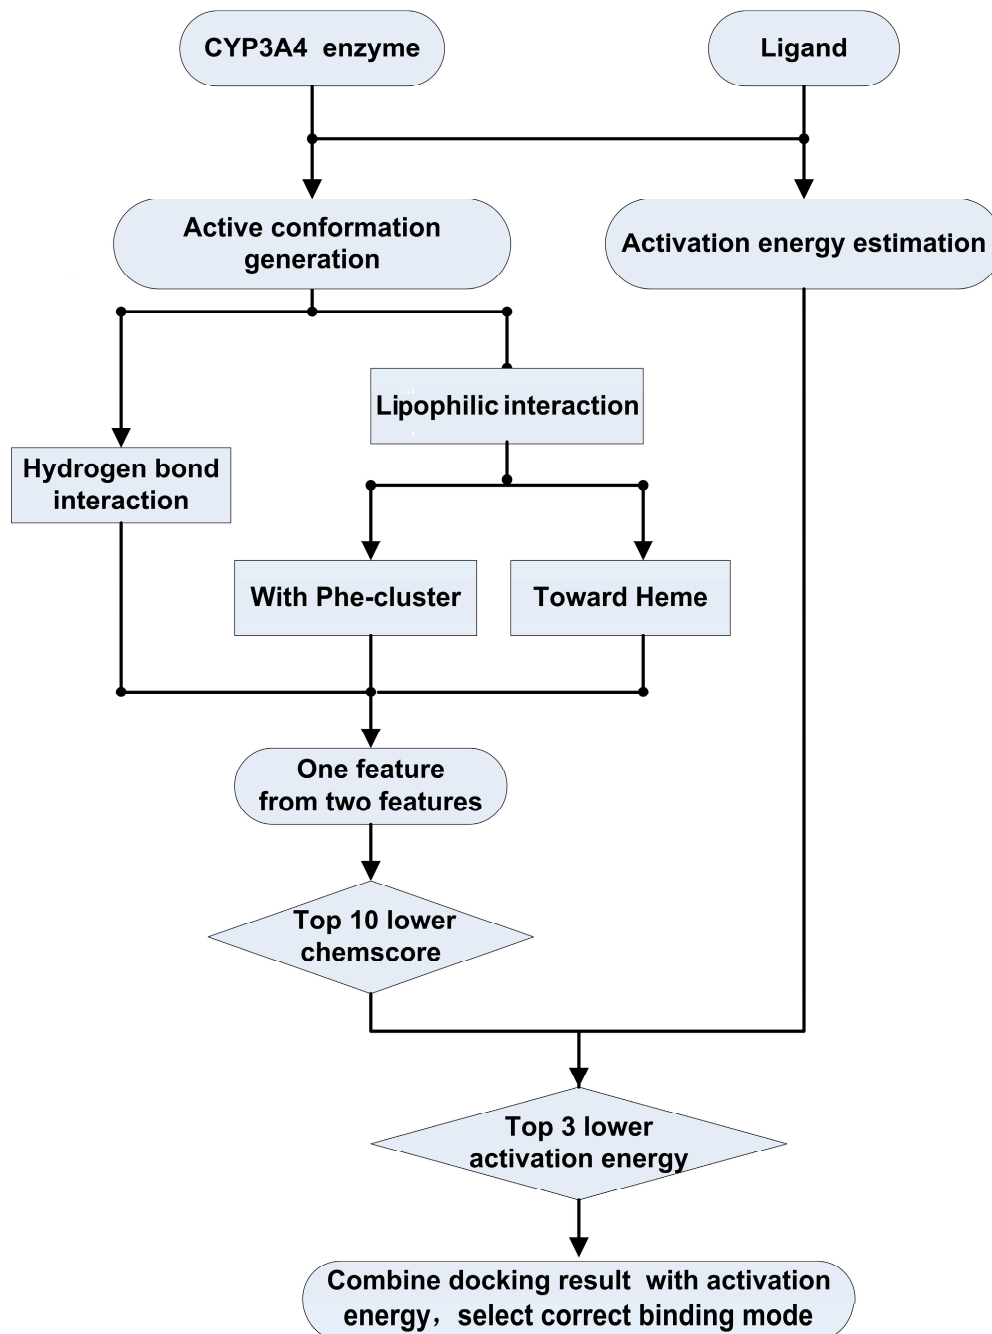 CYP3A4 enzyme
Ligand
Active conformation
generation
Activation energy estimation
Lipophilic interaction
Hydrogen bond
interaction
With Phe-cluster
Toward Heme
One feature
from two features
Top 10 lower
chemscore
Top 3 lower
activation energy
Combine docking result with activation
energy，select correct binding mode